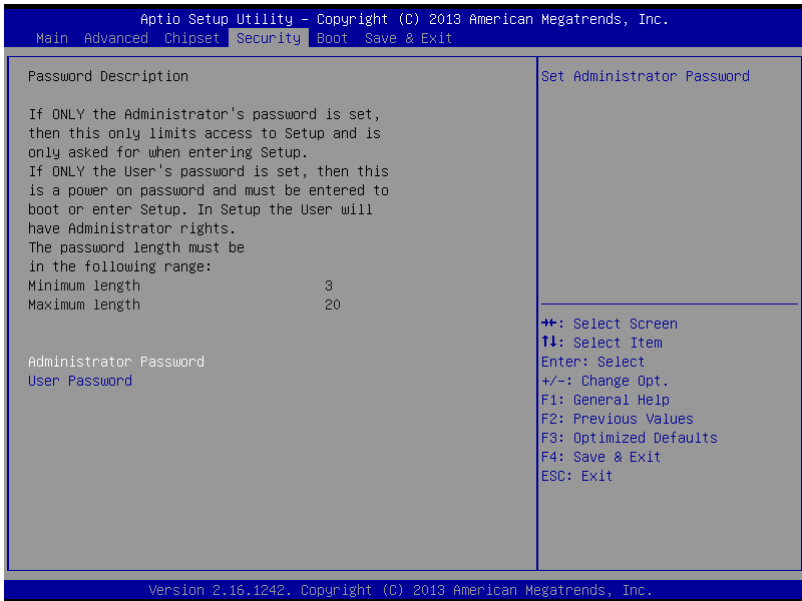 Aptio Setup Utility – Copyright (C) 2013 American Megatrends, Inc.
Main Advanced Chipset Security Boot Save & Exit
Password Description
If ONLY the Administrator's password is set,
then this only limits access to Setup and is
only asked for when entering Setup.
If ONLY the User's password is set, then this
is a power on password and must be entered to
boot or enter Setup. In Setup the User will
have Administrator rights.
The password length must be
in the following range:
Minimum length 3
Maximum length 20
Administrator Password
User Password
Set Administrator Password
→←: Select Screen
↑↓: Select Item
Enter: Select
+/-: Change Opt.
F1: General Help
F2: Previous Values
F3: Optimized Defaults
F4: Save & Exit
ESC: Exit
Version 2.16.1242. Copyright (C) 2013 American Megatrends, Inc.